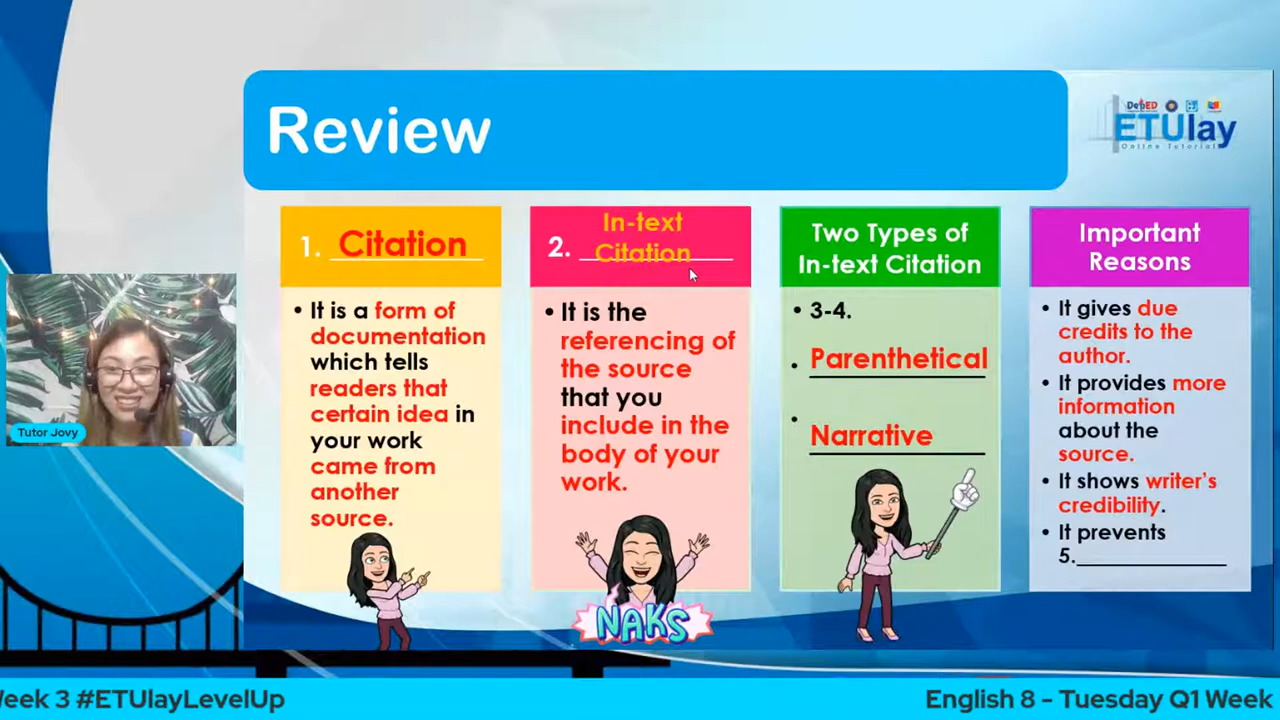 Review
DepED
ETUlay
Online Tutorial
1. Citation
• It is a form of
documentation
which tells
readers that
certain idea in
your work
came from
another
source.
2. In-text
Citation
• It is the
referencing of
the source
that you
include in the
body of your
work.
NAKS
Two Types of
In-text Citation
• 3-4.
• Parenthetical
• Narrative
Important
Reasons
• It gives due
credits to the
author.
• It provides more
information
about the
source.
• It shows writer's
credibility.
• It prevents
5.______________
Tutor Jovy
Week 3 #ETUlayLevelUp
English 8 - Tuesday Q1 Week